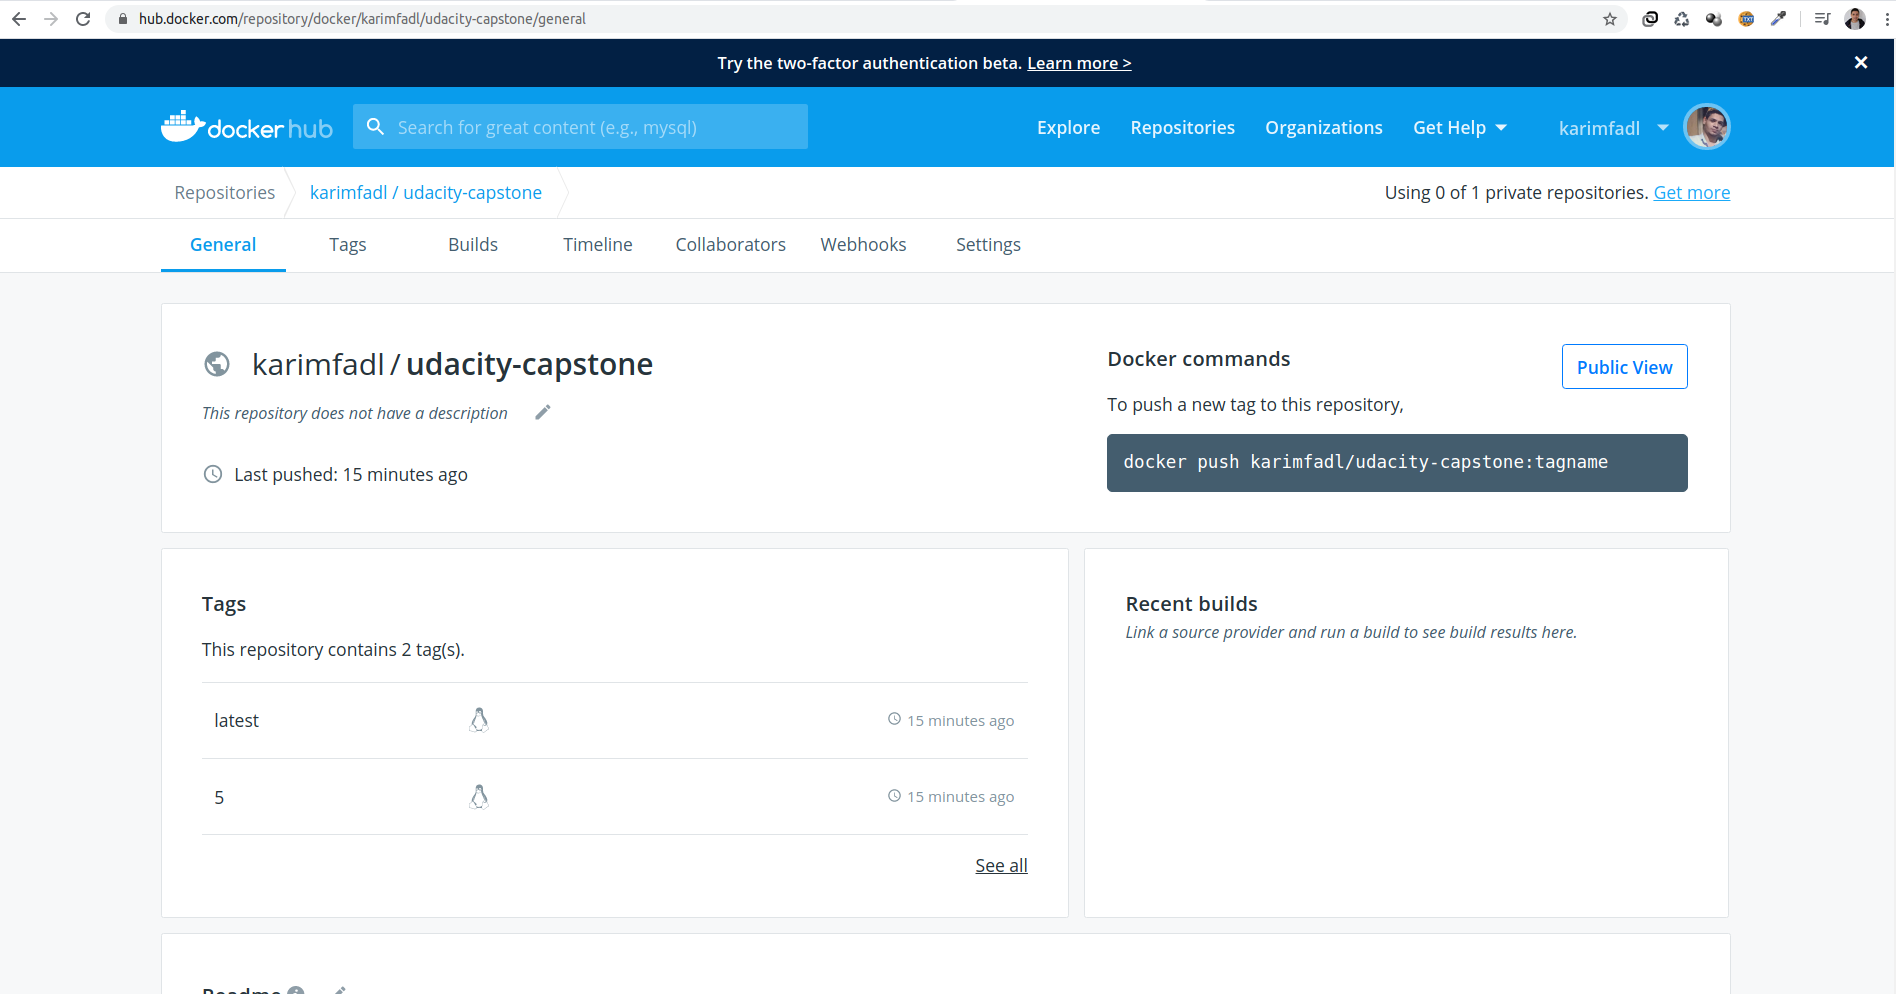 hub.docker.com/repository/docker/karimfadl/udacity-capstone/general
Try the two-factor authentication beta. Learn more >
docker hub
Search for great content (e.g., mysql)
Explore
Repositories
Organizations
Get Help
karimfadl
Repositories
karimfadl / udacity-capstone
Using 0 of 1 private repositories. Get more
General
Tags
Builds
Timeline
Collaborators
Webhooks
Settings
karimfadl / udacity-capstone
This repository does not have a description
Last pushed: 15 minutes ago
Docker commands
Public View
To push a new tag to this repository,
docker push karimfadl/udacity-capstone:tagname
Tags
This repository contains 2 tag(s).
latest
15 minutes ago
5
15 minutes ago
See all
Recent builds
Link a source provider and run a build to see build results here.
Readme